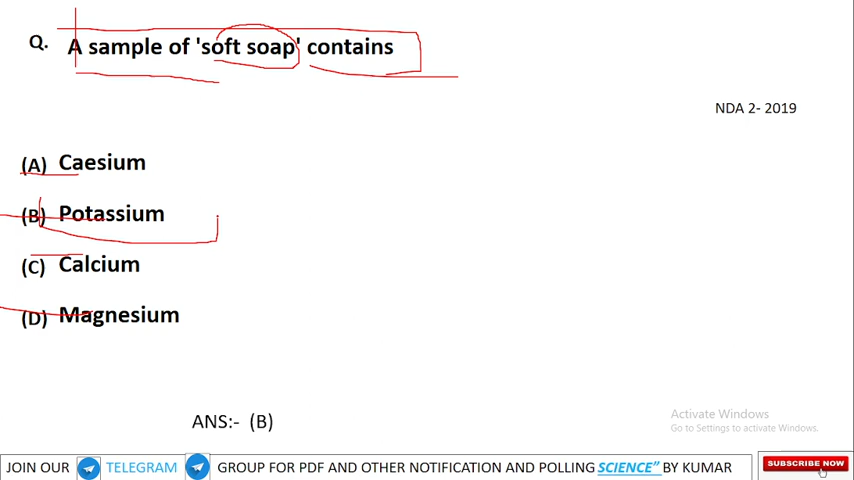 Q. A sample of 'soft soap' contains
NDA 2- 2019
(A) Caesium
(B) Potassium
(C) Calcium
(D) Magnesium
ANS:- (B)
Activate Windows
Go to Settings to activate Windows.
JOIN OUR TELEGRAM GROUP FOR PDF AND OTHER NOTIFICATION AND POLLING SCIENCE” BY KUMAR
SUBSCRIBE NOW